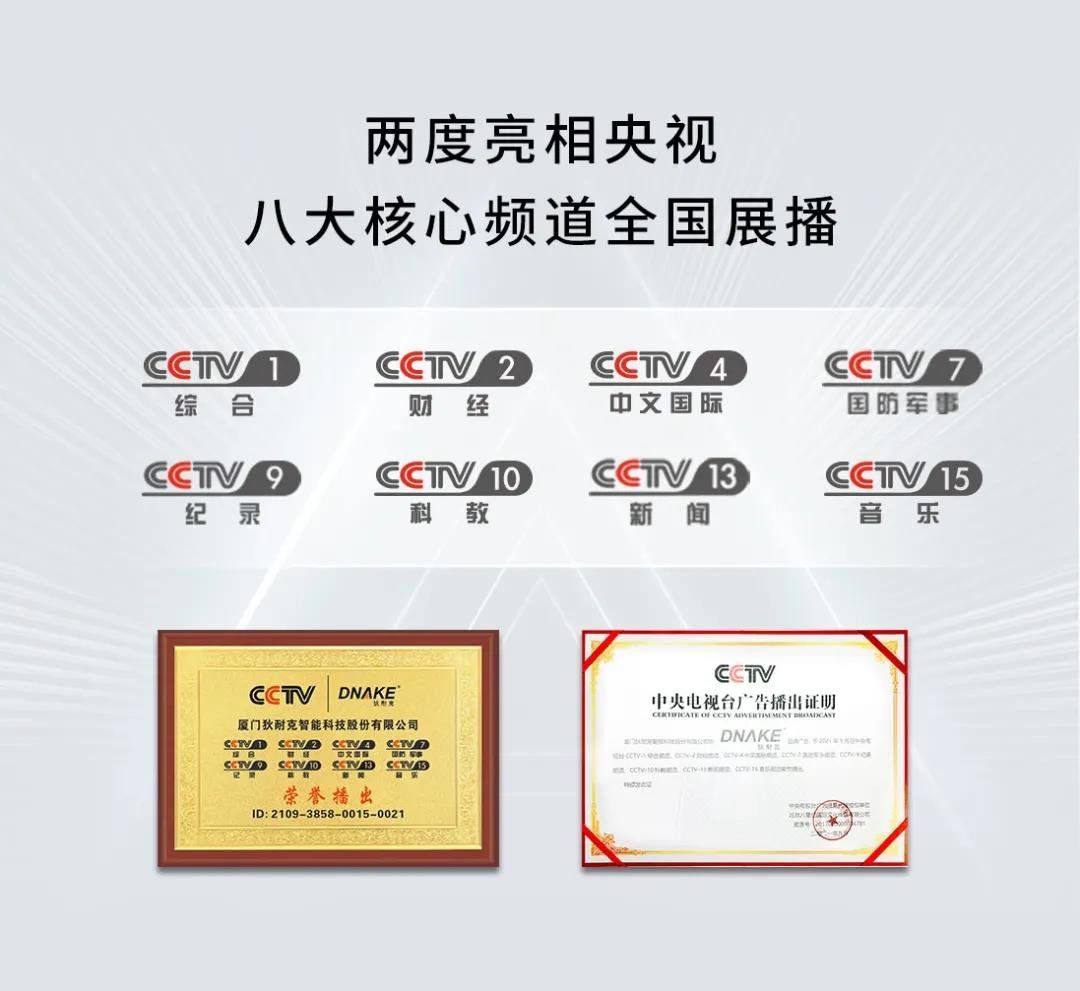 两度亮相央视
八大核心频道全国展播
CCTV 1 CCTV 2 CCTV 4 CCTV 7
综合 财经 中文国际 国防军事
CCTV 9 CCTV 10 CCTV 13 CCTV 15
纪录 科教 新闻 音乐
CCTV DNAKE
狄耐克
厦门狄耐克智能科技股份有限公司
CCTV 1 CCTV 2 CCTV 4 CCTV 7
综合 财经 中文国际 国防军事
CCTV 9 CCTV 10 CCTV 13 CCTV 15
纪录 科教 新闻 音乐
荣誉播出
ID: 2109-3858-0015-0021
CCTV
中央电视台广告播出证明
CERTIFICATE OF CCTV ADVERTISMENT BROADCAST
DNAKE
狄耐克
特颁发此证